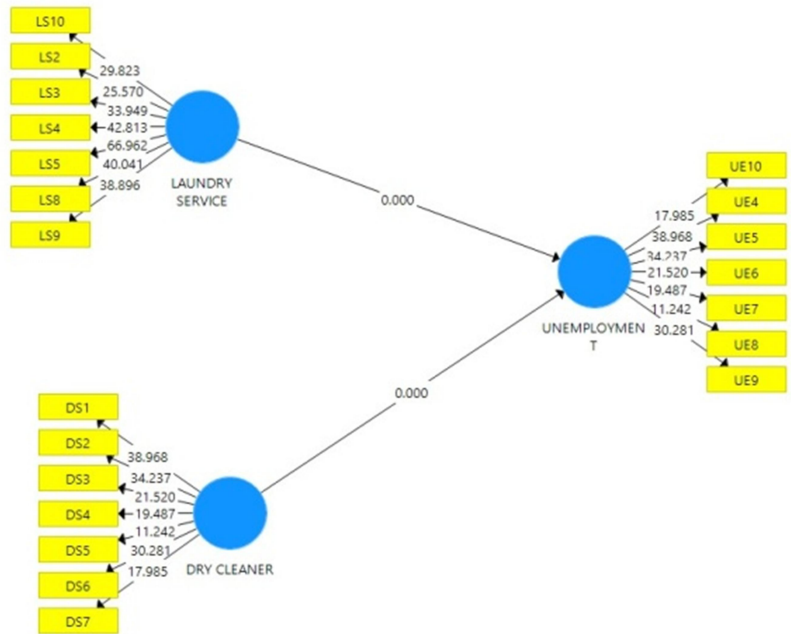 LS10
LS2
LS3
LS4
LS5
LS8
LS9
29.823
25.570
33.949
42.813
66.962
40.041
38.896
LAUNDRY
SERVICE
0.000
UE10
UE4
UE5
UE6
UE7
UE8
UE9
17.985
38.968
34.237
21.520
19.487
11.242
30.281
UNEMPLOYMEN
T
0.000
DS1
DS2
DS3
DS4
DS5
DS6
DS7
38.968
34.237
21.520
19.487
11.242
30.281
17.985
DRY CLEANER